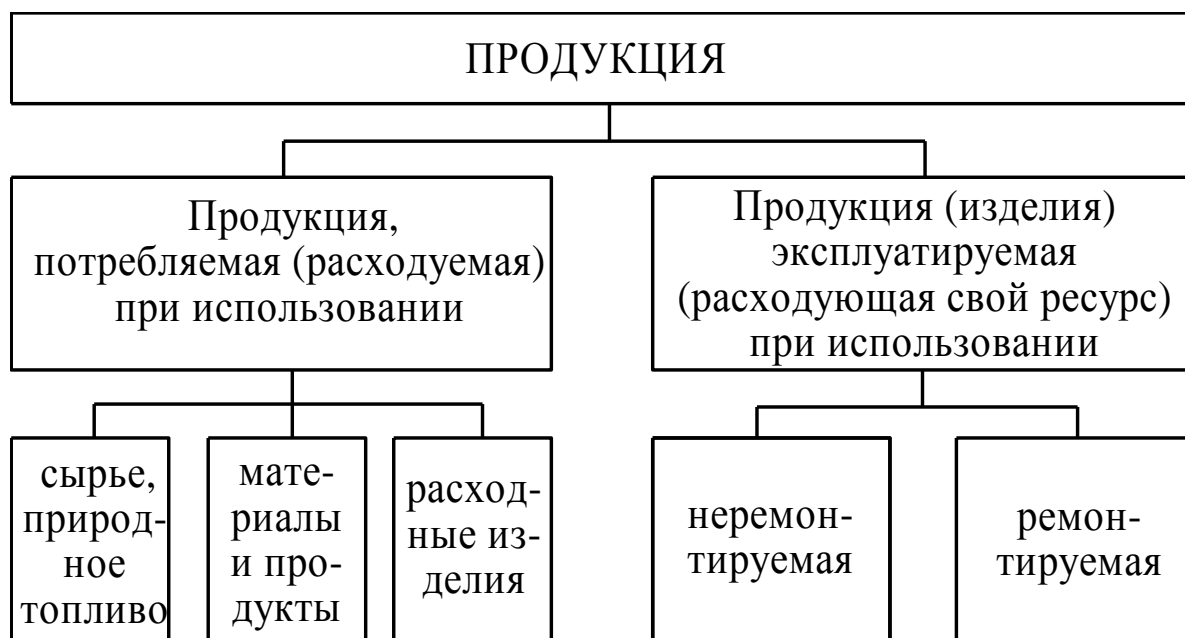 ПРОДУКЦИЯ
Продукция,
потребляемая (расходуемая)
при использовании
Продукция (изделия)
эксплуатируемая
(расходующая свой ресурс)
при использовании
сырье,
природ-
ное
топливо
мате-
риалы
и про-
дукты
расход-
ные из-
делия
неремон-
тируемая
ремон-
тируемая